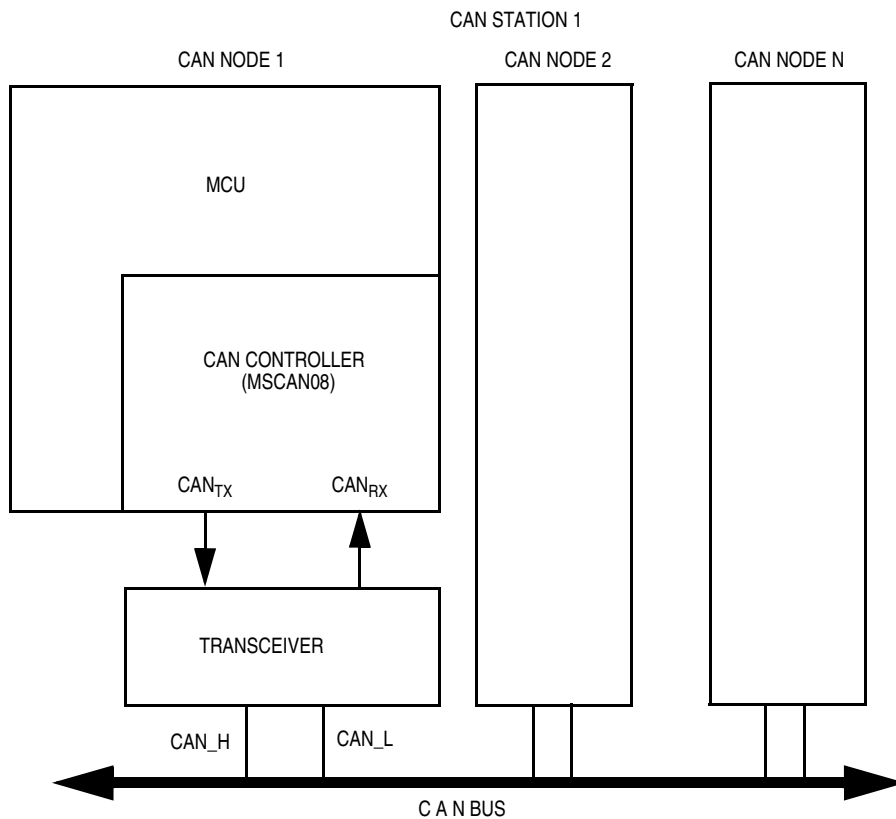 CAN STATION 1
CAN NODE 1
CAN NODE 2
CAN NODE N
MCU
CAN CONTROLLER
(MSCAN08)
CANTX
CANRX
TRANSCEIVER
CAN_H
CAN_L
C A N BUS